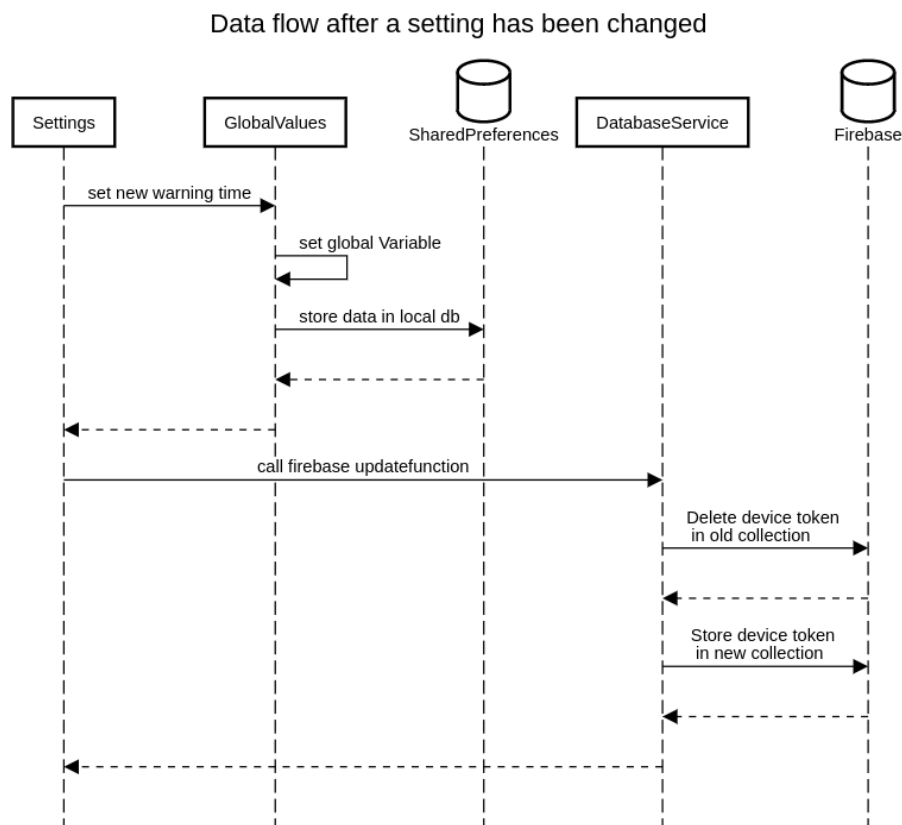 Data flow after a setting has been changed
Settings
GlobalValues
SharedPreferences
DatabaseService
Firebase
set new warning time
set global Variable
store data in local db
call firebase updatefunction
Delete device token
in old collection
Store device token
in new collection